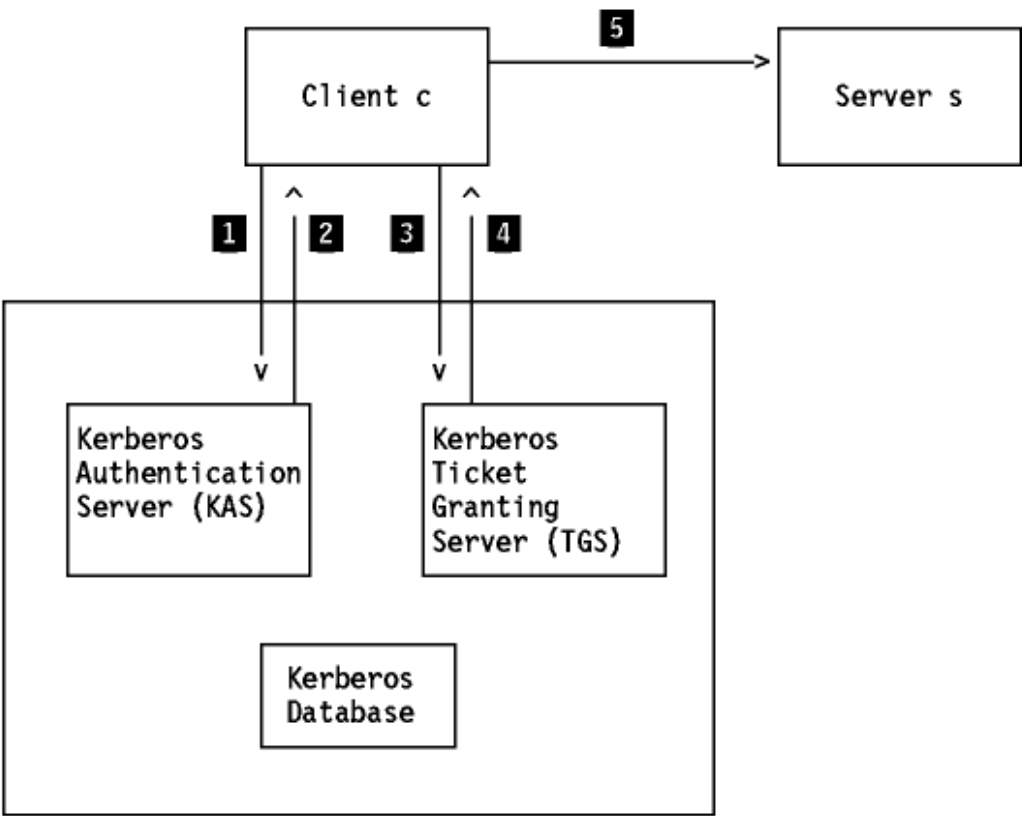 5
Client c
Server s
1
2
3
4
Kerberos
Authentication
Server (KAS)
Kerberos
Ticket
Granting
Server (TGS)
Kerberos
Database